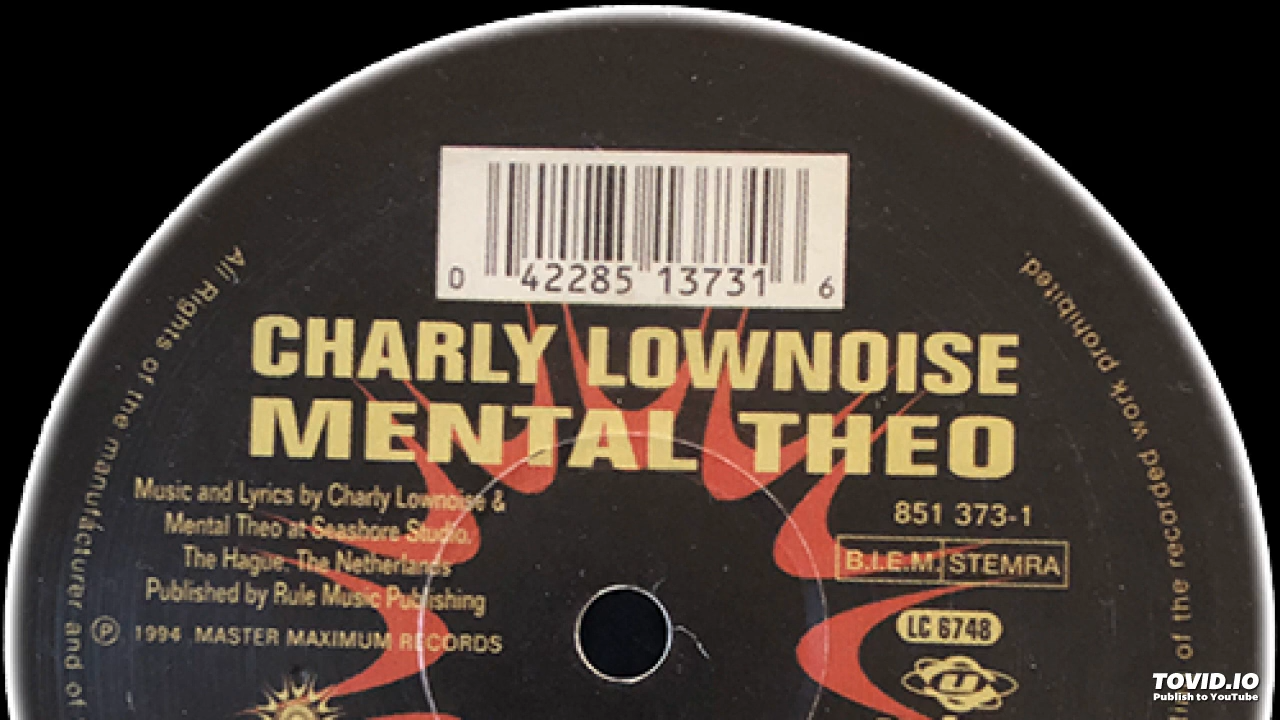 0 42285 13731 6
CHARLY LOWNOISE
MENTAL THEO
Music and Lyrics by Charly Lownoise &
Mental Theo at Seashore Studio,
The Hague, The Netherlands
Published by Rule Music Publishing
℗ 1994 MASTER MAXIMUM RECORDS
851 373-1
B.I.E.M. STEMRA
LC 6748
U
All Rights of the manufacturer and of
of the recorded work prohibited.
TOVID.IO
Publish to YouTube